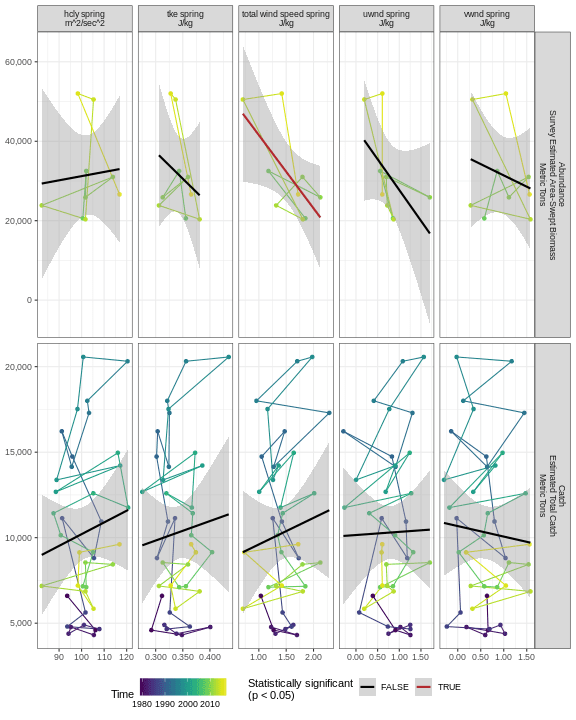 hdly spring
m^2/sec^2
tke spring
J/kg
total wind speed spring
J/kg
uwnd spring
J/kg
vwnd spring
J/kg
60,000
40,000
20,000
0
Abundance
Survey Estimated Area-Swept Biomass
Metric Tons
20,000
15,000
10,000
5,000
Catch
Estimated Total Catch
Metric Tons
90 100 110 120
0.300 0.350 0.375 0.400
1.00 1.50 2.00
0.00 0.50 1.00 1.50
0.00 0.50 1.00 1.50
Time
1980 1990 2000 2010
Statistically significant
(p < 0.05)
FALSE
TRUE